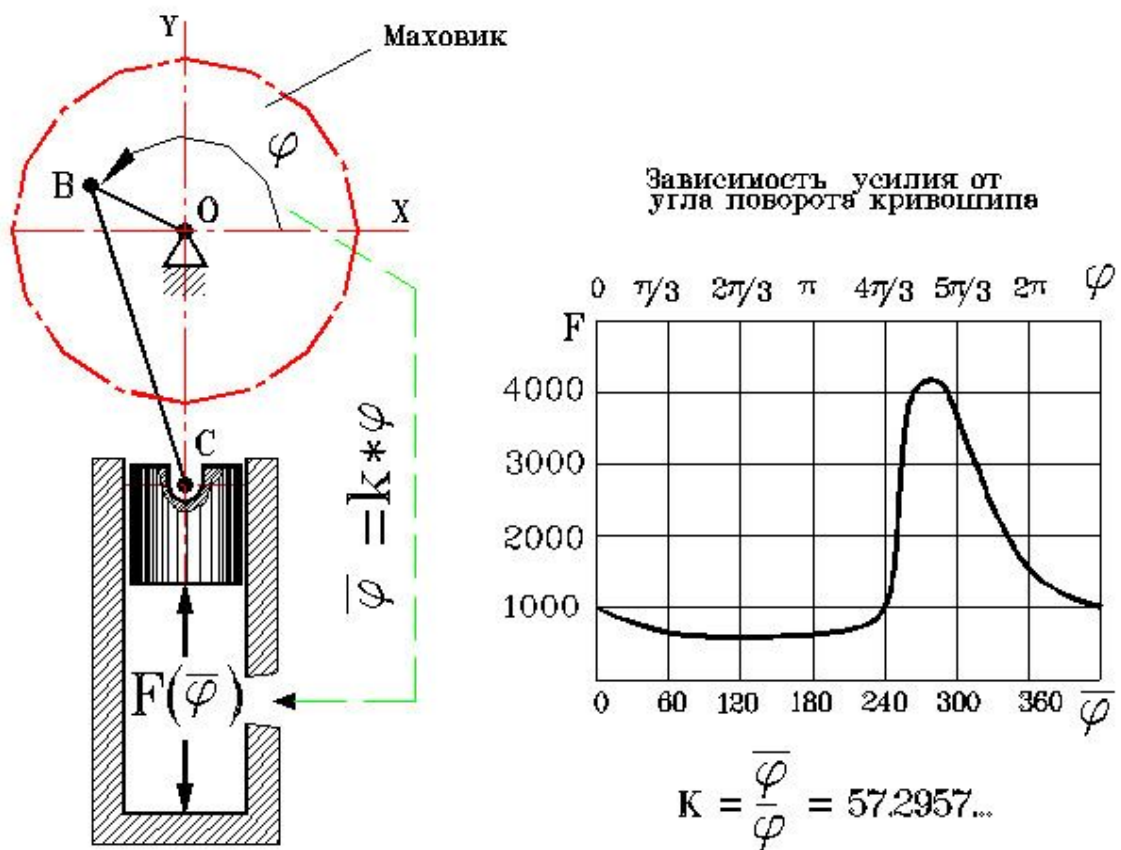 Y
Маховик
φ
B
O
X
C
φ̅ = k*φ
F(φ̅)
Зависимость усилия от
угла поворота кривошипа
0 π/3 2π/3 π 4π/3 5π/3 2π φ
F
4000
3000
2000
1000
0 60 120 180 240 300 360 φ̅
K = φ̅/φ = 57.2957...